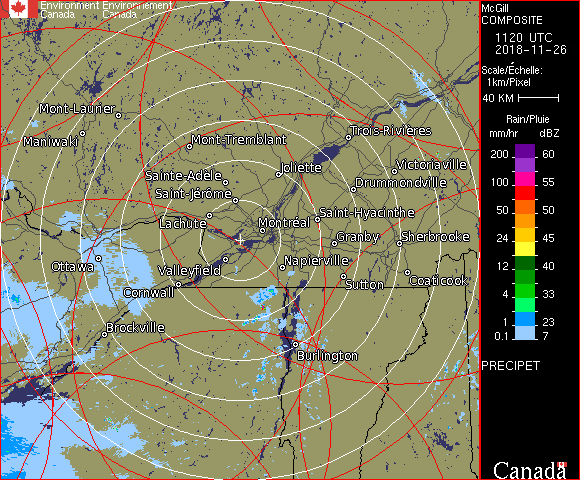 Environment Environnement
Canada Canada
McGill
COMPOSITE
1120 UTC
2018-11-26
Scale/Échelle:
1km/Pixel
40 KM
Rain/Pluie
mm/hr dBZ
200 60
100 55
50 50
24 45
12 40
4 33
1 23
0.1 7
PRECIPET
Canada
Mont-Laurier
Maniwaki
Mont-Tremblant
Trois-Rivières
Sainte-Adèle
Joliette
Victoriaville
Saint-Jérôme
Drummondville
Lachute
Montréal
Saint-Hyacinthe
Granby
Sherbrooke
Ottawa
Valleyfield
Napierville
Cornwall
Sutton
Coaticook
Brockville
Burlington